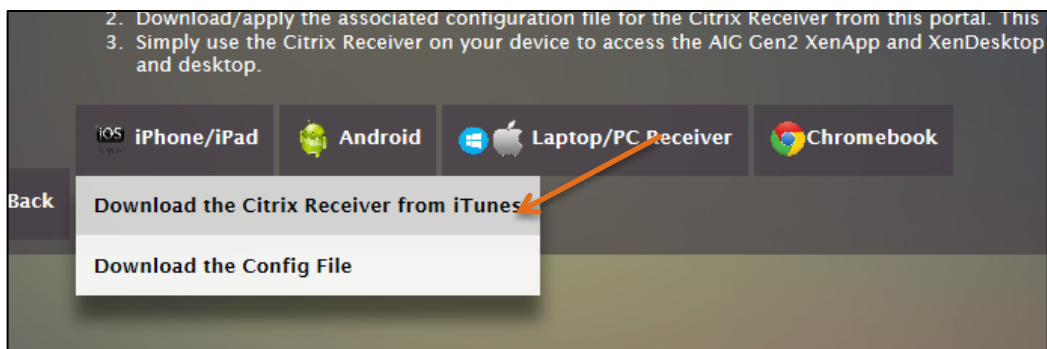 2. Download/apply the associated configuration file for the Citrix Receiver from this portal. This
3. Simply use the Citrix Receiver on your device to access the AIG Gen2 XenApp and XenDesktop
and desktop.
iOS iPhone/iPad Android Laptop/PC Receiver Chromebook
Back
Download the Citrix Receiver from iTunes
Download the Config File